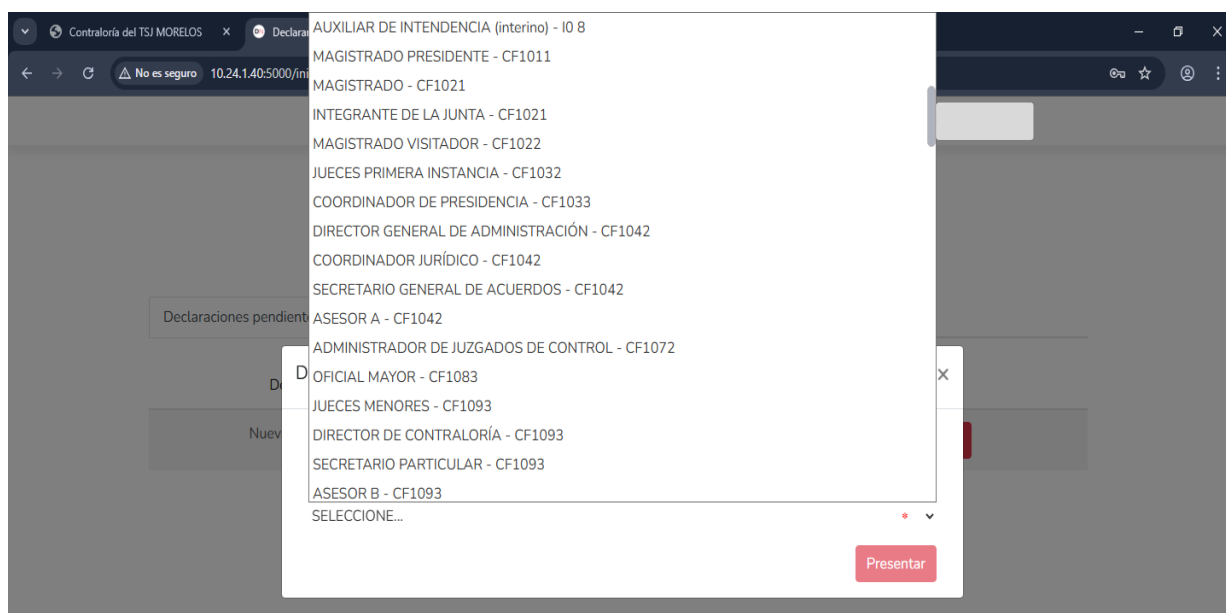 Contraloría del TSJ MORELOS
Declarar
No es seguro 10.24.1.40:5000/ini
AUXILIAR DE INTENDENCIA (interino) - I0 8
MAGISTRADO PRESIDENTE - CF1011
MAGISTRADO - CF1021
INTEGRANTE DE LA JUNTA - CF1021
MAGISTRADO VISITADOR - CF1022
JUECES PRIMERA INSTANCIA - CF1032
COORDINADOR DE PRESIDENCIA - CF1033
DIRECTOR GENERAL DE ADMINISTRACIÓN - CF1042
COORDINADOR JURÍDICO - CF1042
SECRETARIO GENERAL DE ACUERDOS - CF1042
Declaraciones pendient
ASESOR A - CF1042
ADMINISTRADOR DE JUZGADOS DE CONTROL - CF1072
De
D
OFICIAL MAYOR - CF1083
JUECES MENORES - CF1093
Nuev
DIRECTOR DE CONTRALORÍA - CF1093
SECRETARIO PARTICULAR - CF1093
ASESOR B - CF1093
SELECCIONE... *
Presentar